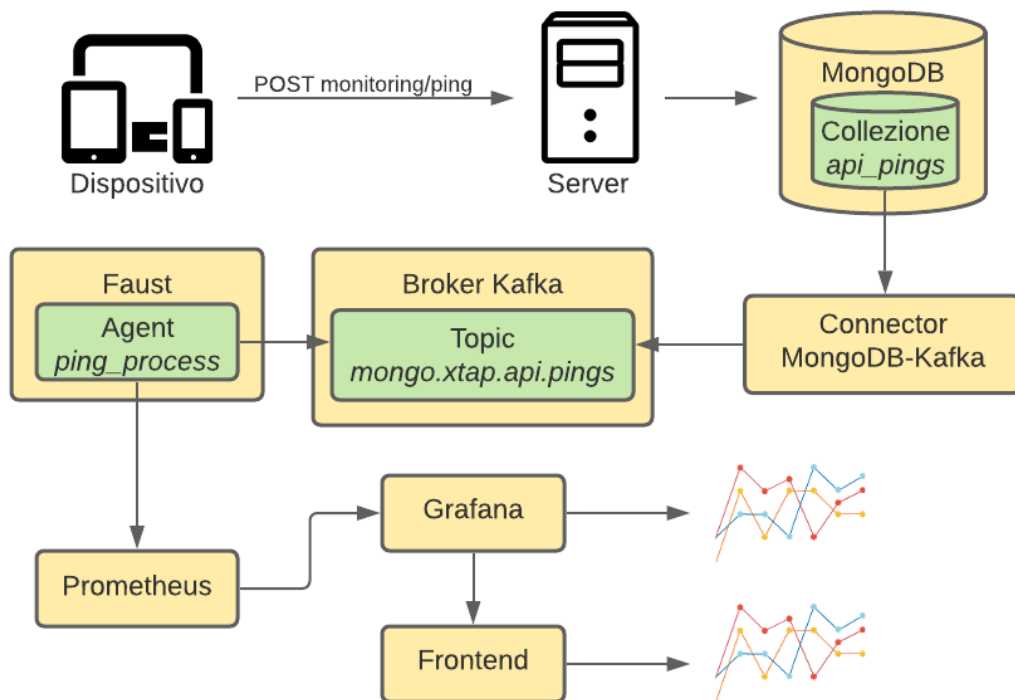 POST monitoring/ping
Dispositivo
Server
MongoDB
Collezione
api_pings
Faust
Agent
ping_process
Broker Kafka
Topic
mongo.xtap.api.pings
Connector
MongoDB-Kafka
Prometheus
Grafana
Frontend